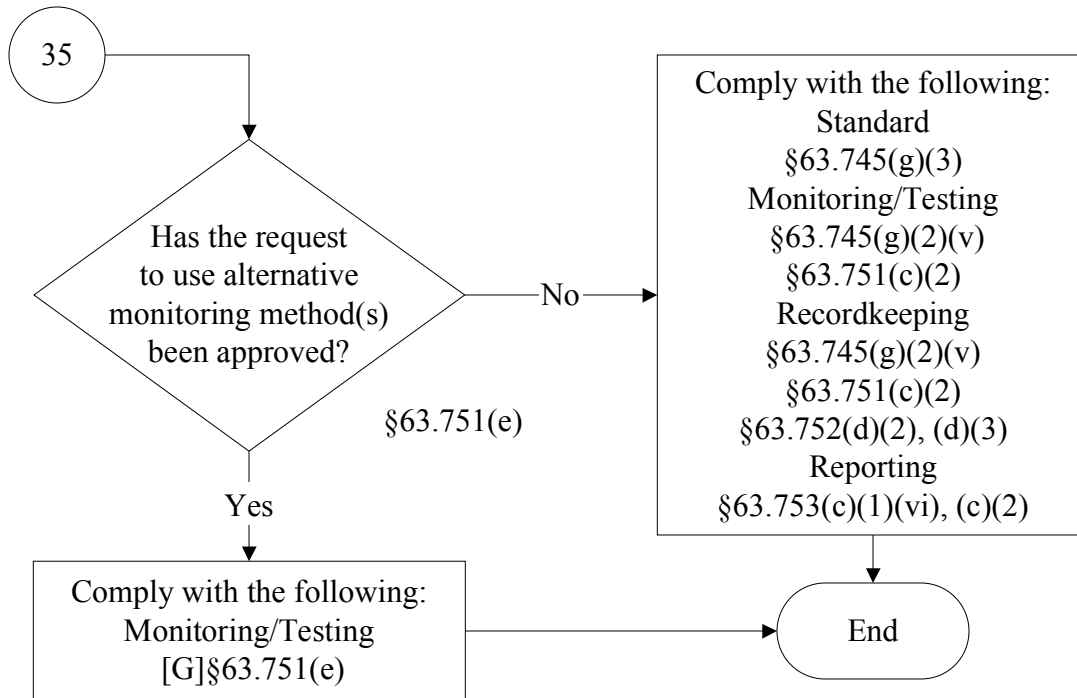 35
Has the request
to use alternative
monitoring method(s)
been approved?
§63.751(e)
No
Yes
Comply with the following:
Standard
§63.745(g)(3)
Monitoring/Testing
§63.745(g)(2)(v)
§63.751(c)(2)
Recordkeeping
§63.745(g)(2)(v)
§63.751(c)(2)
§63.752(d)(2), (d)(3)
Reporting
§63.753(c)(1)(vi), (c)(2)
Comply with the following:
Monitoring/Testing
[G]§63.751(e)
End